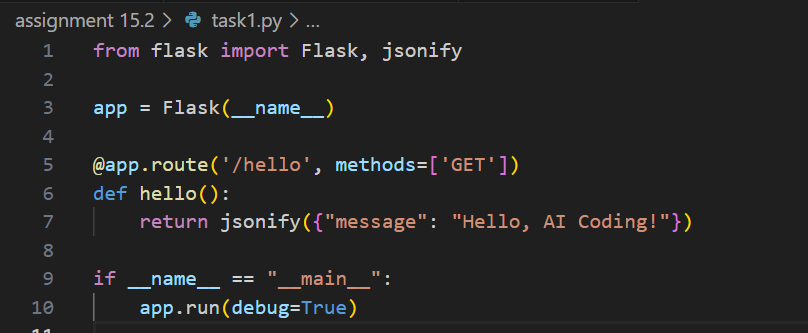 assignment 15.2 > task1.py > ...
1 from flask import Flask, jsonify
2
3 app = Flask(__name__)
4
5 @app.route('/hello', methods=['GET'])
6 def hello():
7     return jsonify({"message": "Hello, AI Coding!"})
8
9 if __name__ == "__main__":
10     app.run(debug=True)
11